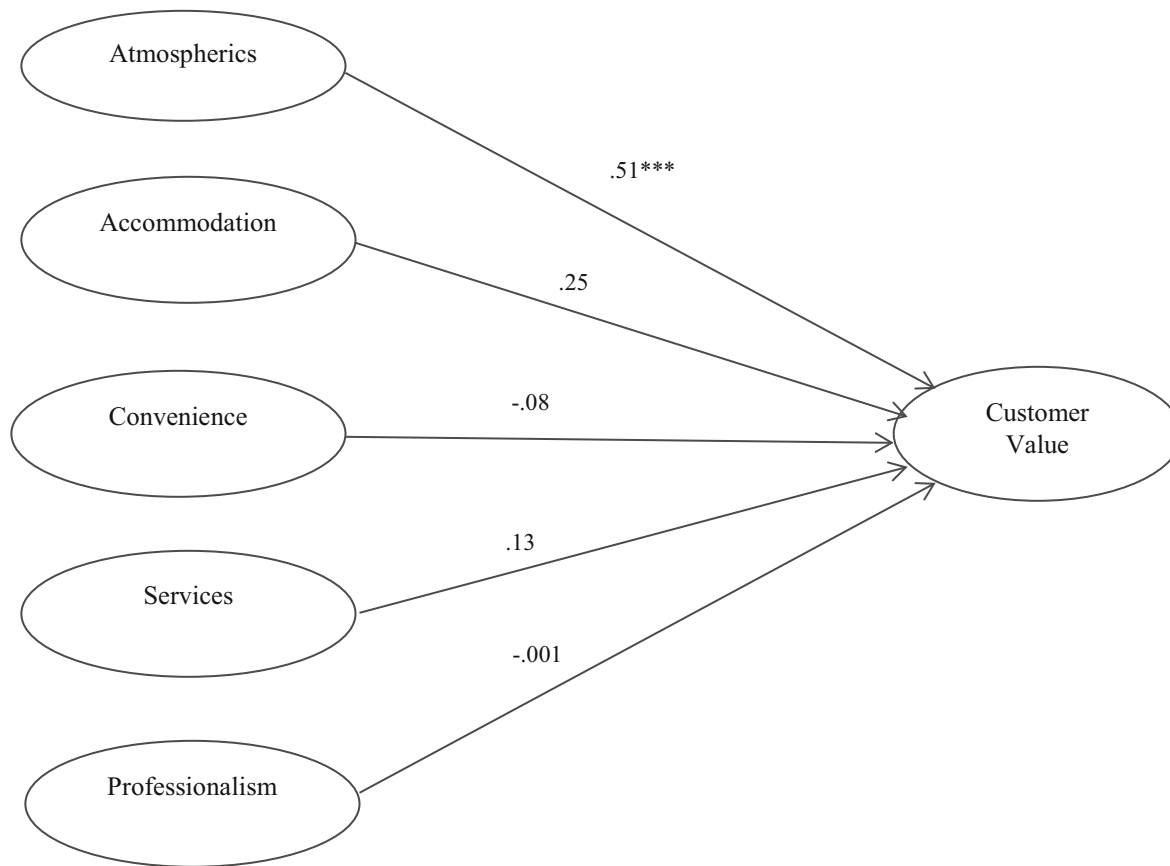 Atmospherics
.51***
Accommodation
.25
Convenience
-.08
Customer
Value
Services
.13
-.001
Professionalism